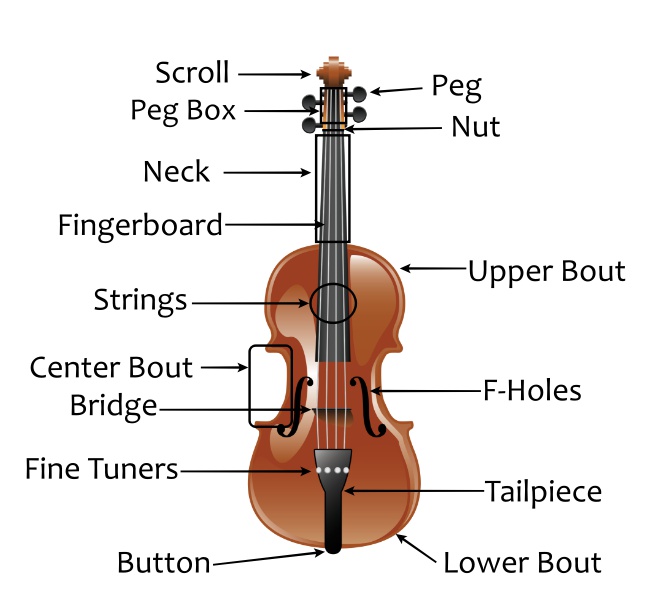 Scroll
Peg
Peg Box
Nut
Neck
Fingerboard
Upper Bout
Strings
Center Bout
F-Holes
Bridge
Fine Tuners
Tailpiece
Button
Lower Bout